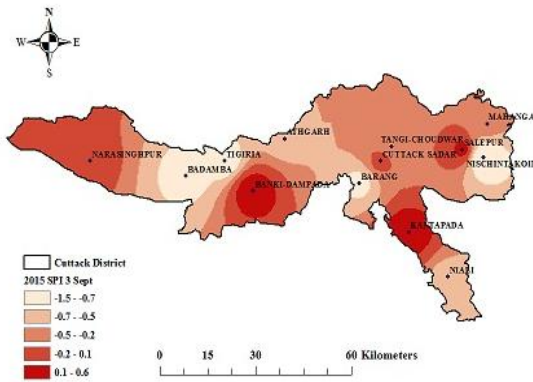 N
W E
S
MAHANGA
ATHGARH
TANGI-CHOUDWAR
SALEPUR
NARASINGHPUR
TIGIRIA
CUTTACK SADAR
NISCHINTAKOILI
BADAMBA
BARANG
BANKI-DAMPADA
KANTAPADA
NIALI
Cuttack District
2015 SPI 3 Sept
-1.5 - -0.7
-0.7 - -0.5
-0.5 - -0.2
-0.2 - 0.1
0.1 - 0.6
0 30 60 Kilometers